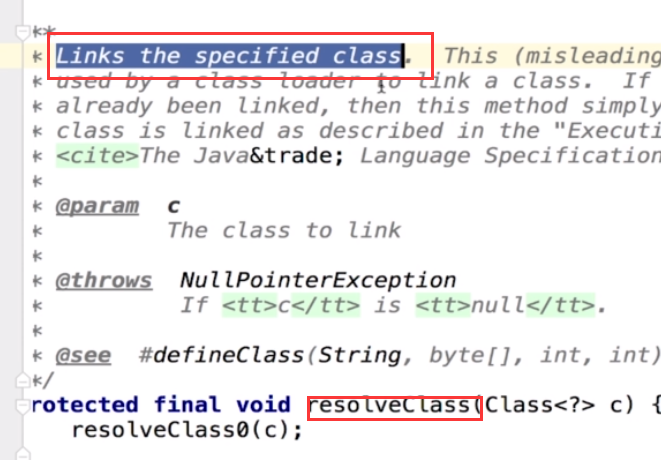 /**
* Links the specified class.  This (misleading
* used by a class loader to link a class.  If
* already been linked, then this method simply
* class is linked as described in the "Executi
* <cite>The Java&trade; Language Specification
*
* @param  c
*         The class to link
*
* @throws  NullPointerException
*          If <tt>c</tt> is <tt>null</tt>.
*
* @see  #defineClass(String, byte[], int, int)
*/
rotected final void resolveClass(Class<?> c) {
resolveClass0(c);